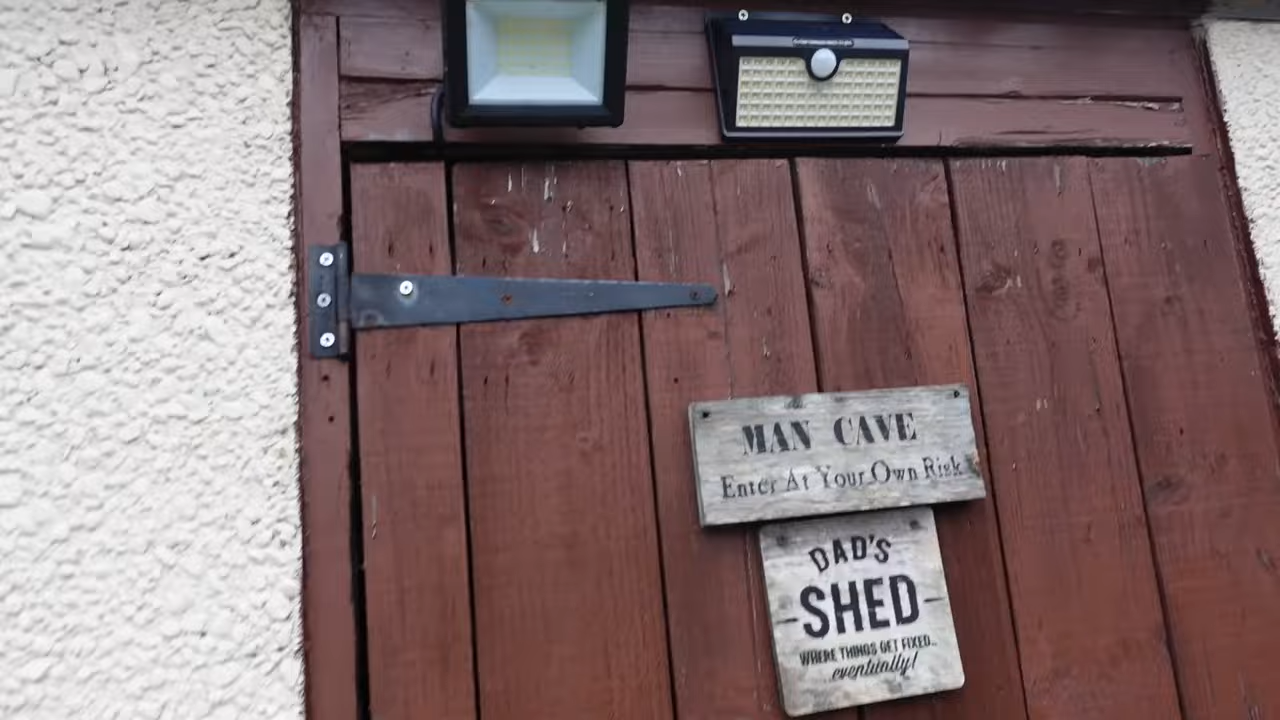 MAN CAVE
Enter At Your Own Risk
DAD'S
SHED
WHERE THINGS GET FIXED...
eventually!